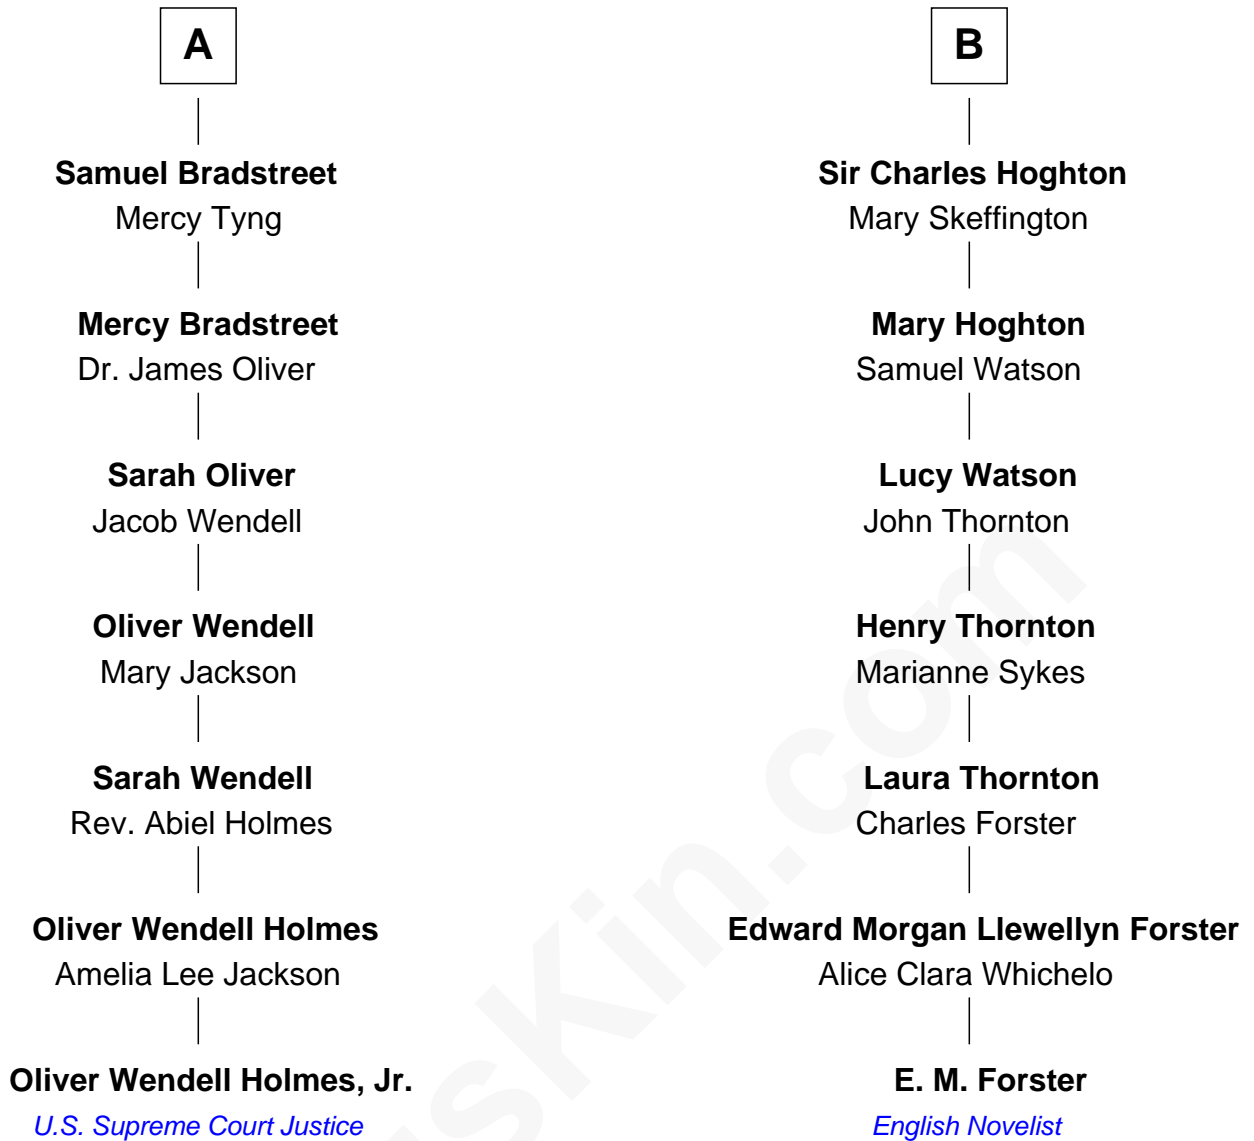 A
Samuel Bradstreet
Mercy Tyng
Mercy Bradstreet
Dr. James Oliver
Sarah Oliver
Jacob Wendell
Oliver Wendell
Mary Jackson
Sarah Wendell
Rev. Abiel Holmes
Oliver Wendell Holmes
Amelia Lee Jackson
Oliver Wendell Holmes, Jr.
U.S. Supreme Court Justice
B
Sir Charles Hoghton
Mary Skeffington
Mary Hoghton
Samuel Watson
Lucy Watson
John Thornton
Henry Thornton
Marianne Sykes
Laura Thornton
Charles Forster
Edward Morgan Llewellyn Forster
Alice Clara Whichelo
E. M. Forster
English Novelist